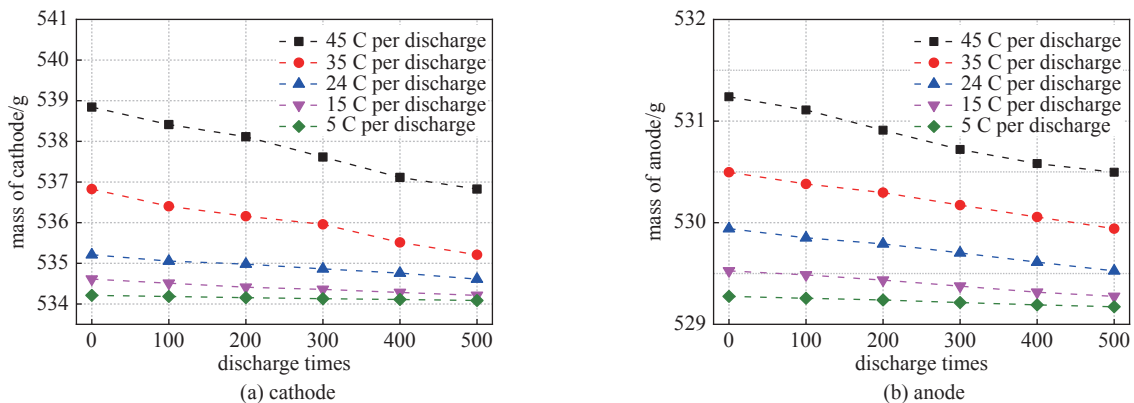 541
540
539
538
537
536
535
534
mass of cathode/g
45 C per discharge
35 C per discharge
24 C per discharge
15 C per discharge
5 C per discharge
0 100 200 300 400 500
discharge times
(a) cathode
532
531
530
529
mass of anode/g
45 C per discharge
35 C per discharge
24 C per discharge
15 C per discharge
5 C per discharge
0 100 200 300 400 500
discharge times
(b) anode